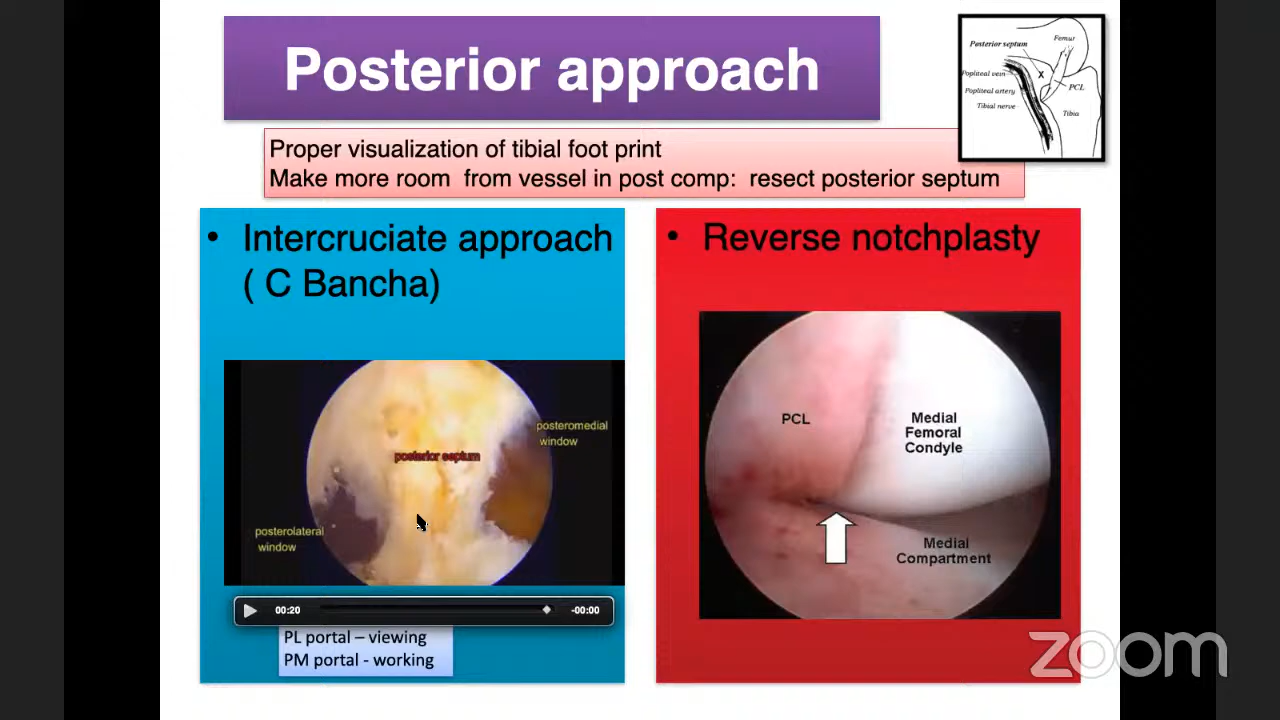 Posterior approach
Posterior septum
Femur
Popliteal vein
X
PCL
Popliteal artery
Tibial nerve
Tibia
Proper visualization of tibial foot print
Make more room from vessel in post comp: resect posterior septum
• Intercruciate approach
( C Bancha)
posteromedial
window
posterior septum
posterolateral
window
00:20
-00:00
PL portal – viewing
PM portal - working
• Reverse notchplasty
PCL
Medial
Femoral
Condyle
Medial
Compartment
zoom